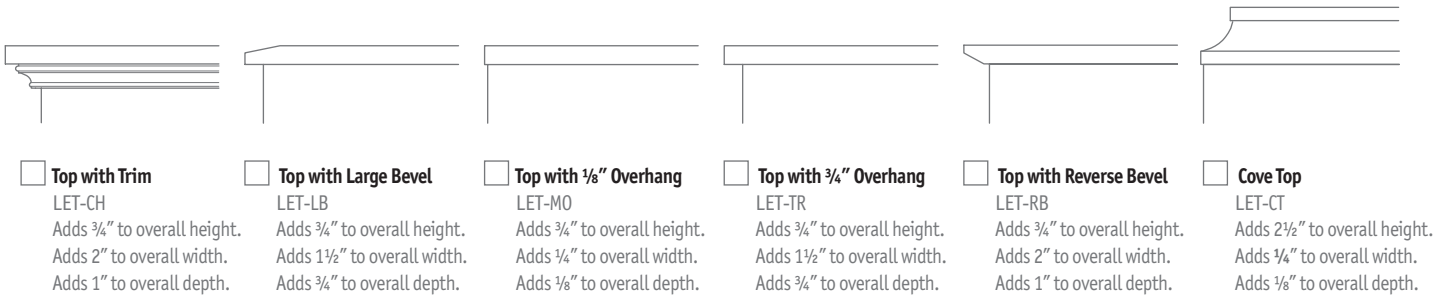 Top with Trim
LET-CH
Adds ¾″ to overall height.
Adds 2″ to overall width.
Adds 1″ to overall depth.
Top with Large Bevel
LET-LB
Adds ¾″ to overall height.
Adds 1½″ to overall width.
Adds ¾″ to overall depth.
Top with ⅛″ Overhang
LET-MO
Adds ¾″ to overall height.
Adds ¼″ to overall width.
Adds ⅛″ to overall depth.
Top with ¾″ Overhang
LET-TR
Adds ¾″ to overall height.
Adds 1½″ to overall width.
Adds ¾″ to overall depth.
Top with Reverse Bevel
LET-RB
Adds ¾″ to overall height.
Adds 2″ to overall width.
Adds 1″ to overall depth.
Cove Top
LET-CT
Adds 2½″ to overall height.
Adds ¼″ to overall width.
Adds ⅛″ to overall depth.